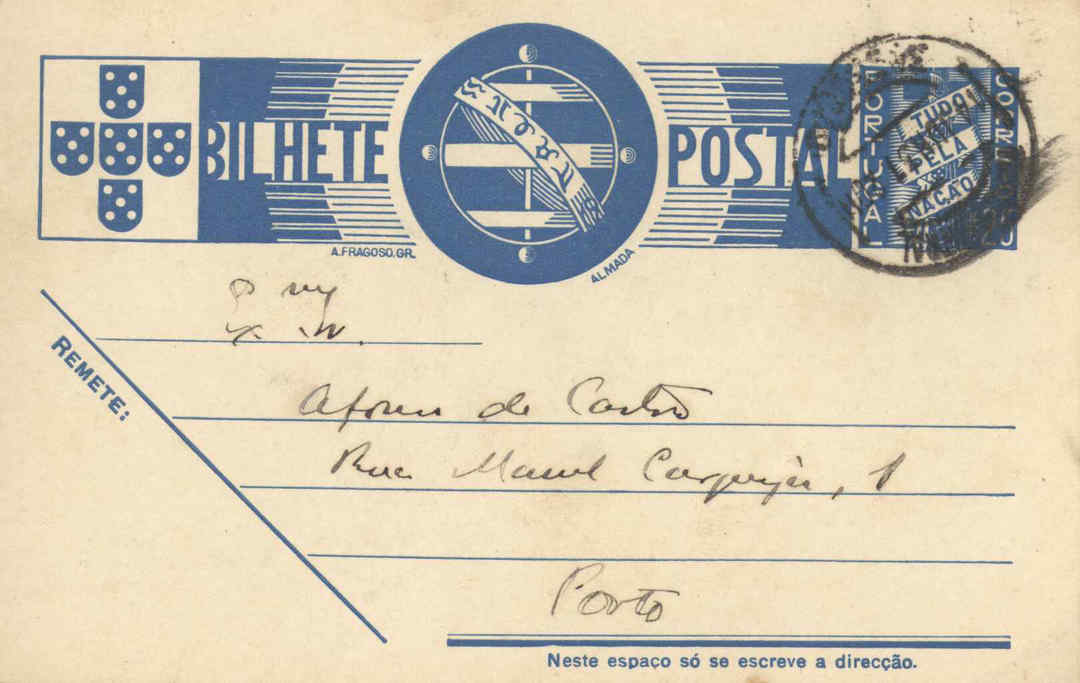 BILHETE POSTAL
PORTUGAL
TUDO
PELA
NAÇÃO
CORREIO
A. FRAGOSO. GR.
ALMADA
REMETE:
Afonso de Castro
Rua Manuel Cerqueija, 1
Porto
Neste espaço só se escreve a direcção.